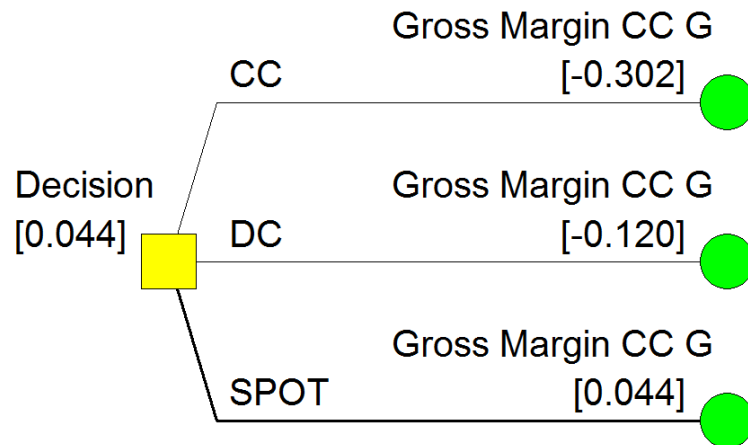 Gross Margin CC G
CC [-0.302]
Decision Gross Margin CC G
[0.044] DC [-0.120]
Gross Margin CC G
SPOT [0.044]